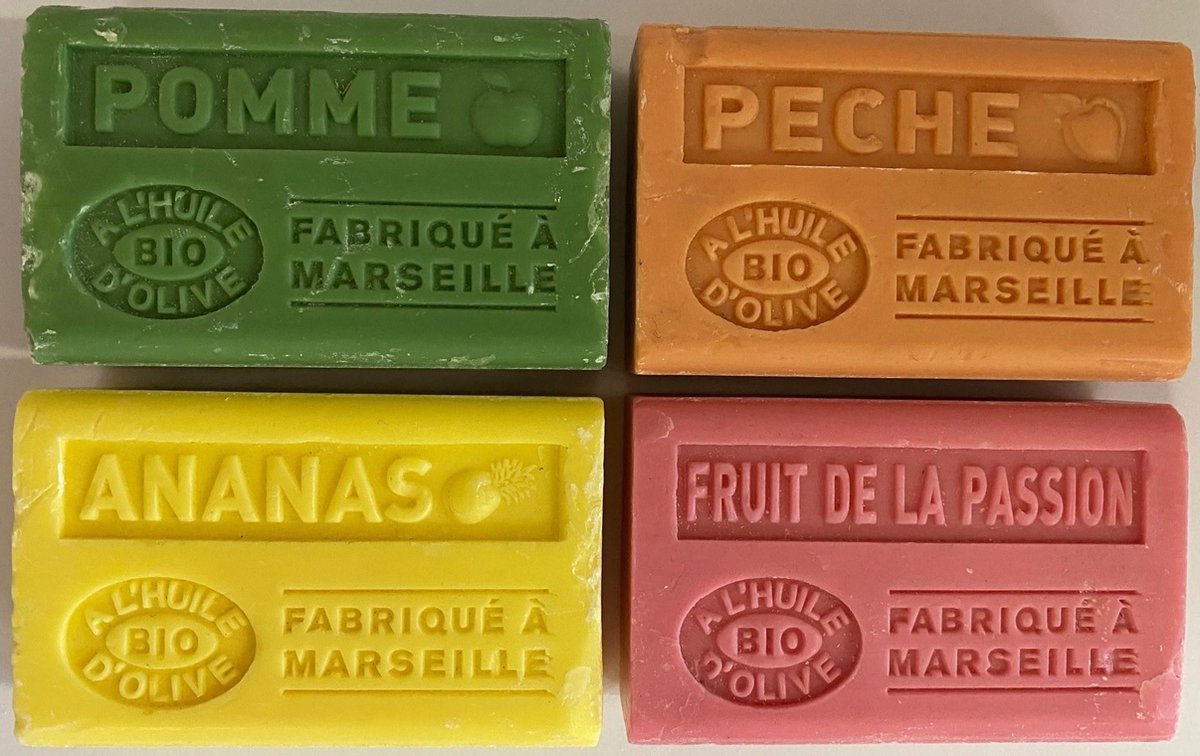 POMME
A L'HUILE
BIO
D'OLIVE
FABRIQUÉ À
MARSEILLE
PECHE
A L'HUILE
BIO
D'OLIVE
FABRIQUÉ À
MARSEILLE
ANANAS
A L'HUILE
BIO
D'OLIVE
FABRIQUÉ À
MARSEILLE
FRUIT DE LA PASSION
A L'HUILE
BIO
D'OLIVE
FABRIQUÉ À
MARSEILLE